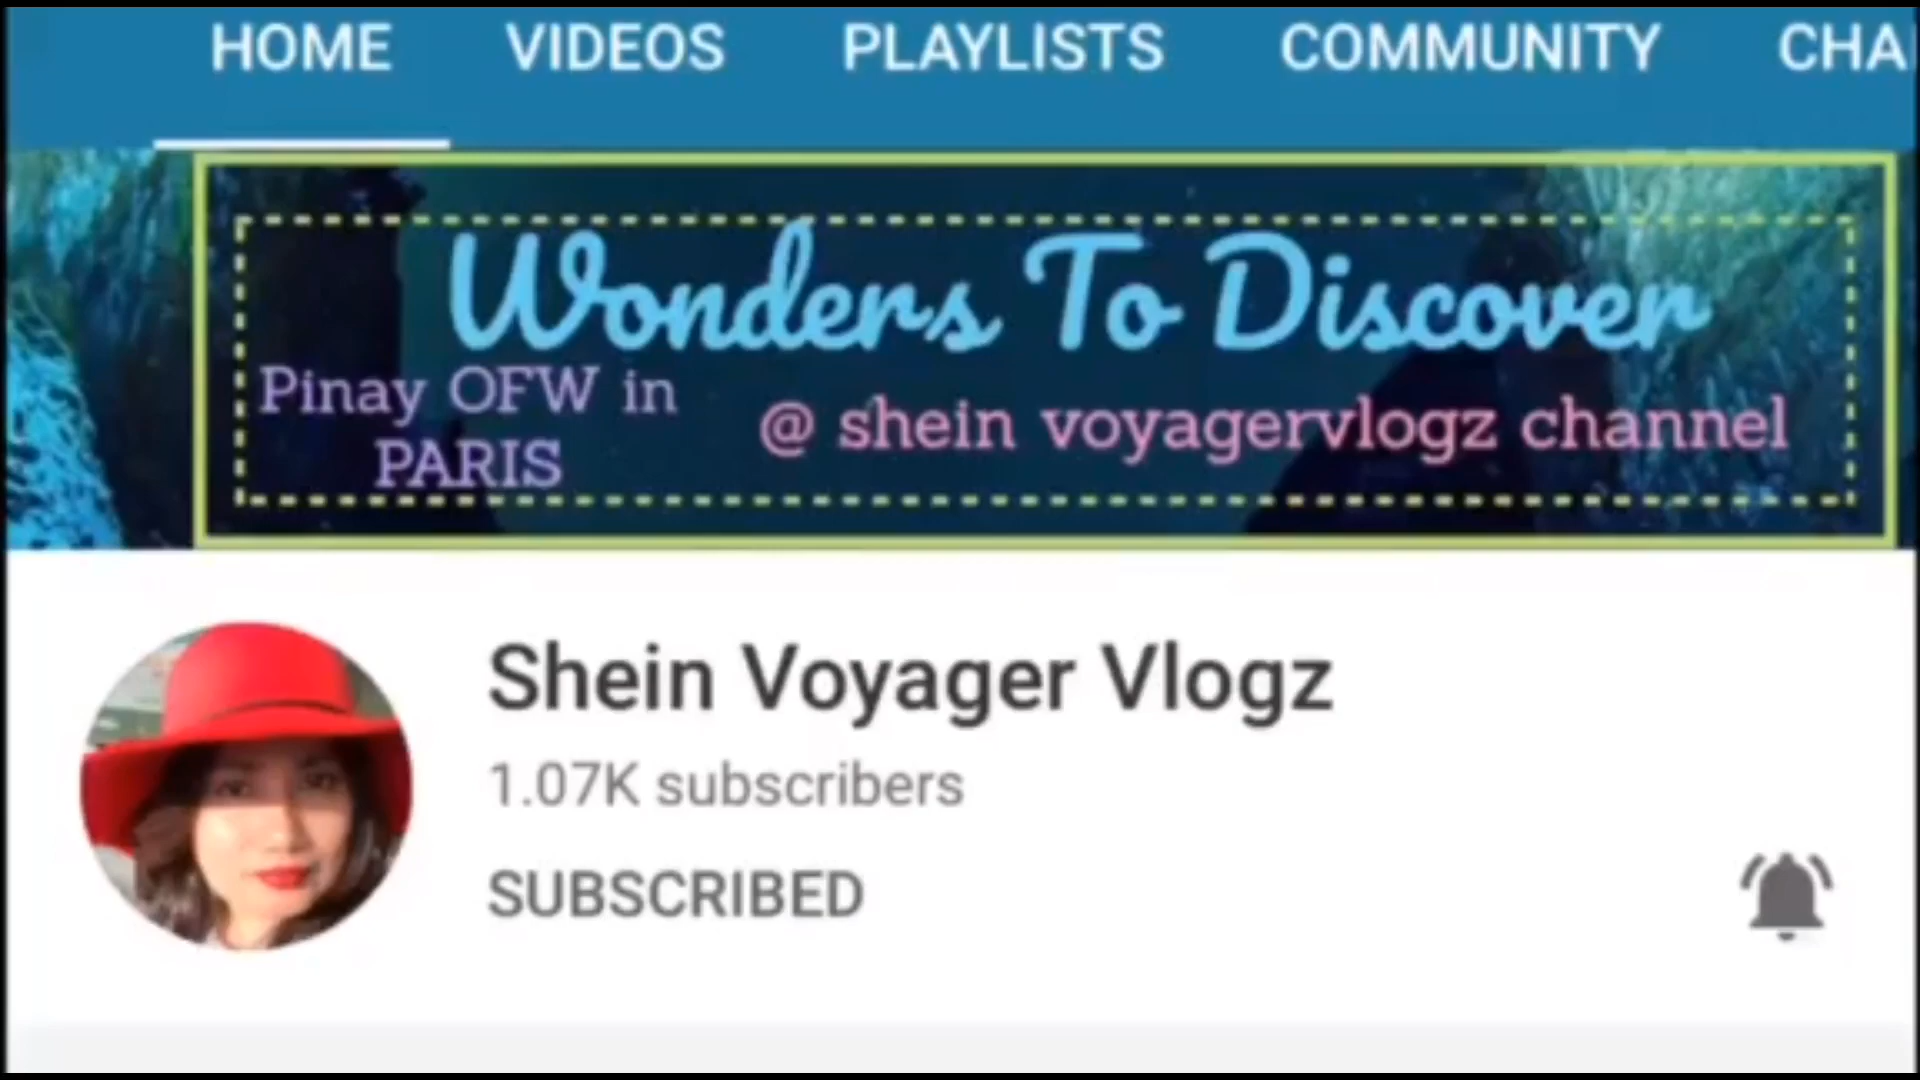 HOME VIDEOS PLAYLISTS COMMUNITY CHA
Wonders To Discover
Pinay OFW in
PARIS
@ shein voyagervlogz channel
Shein Voyager Vlogz
1.07K subscribers
SUBSCRIBED